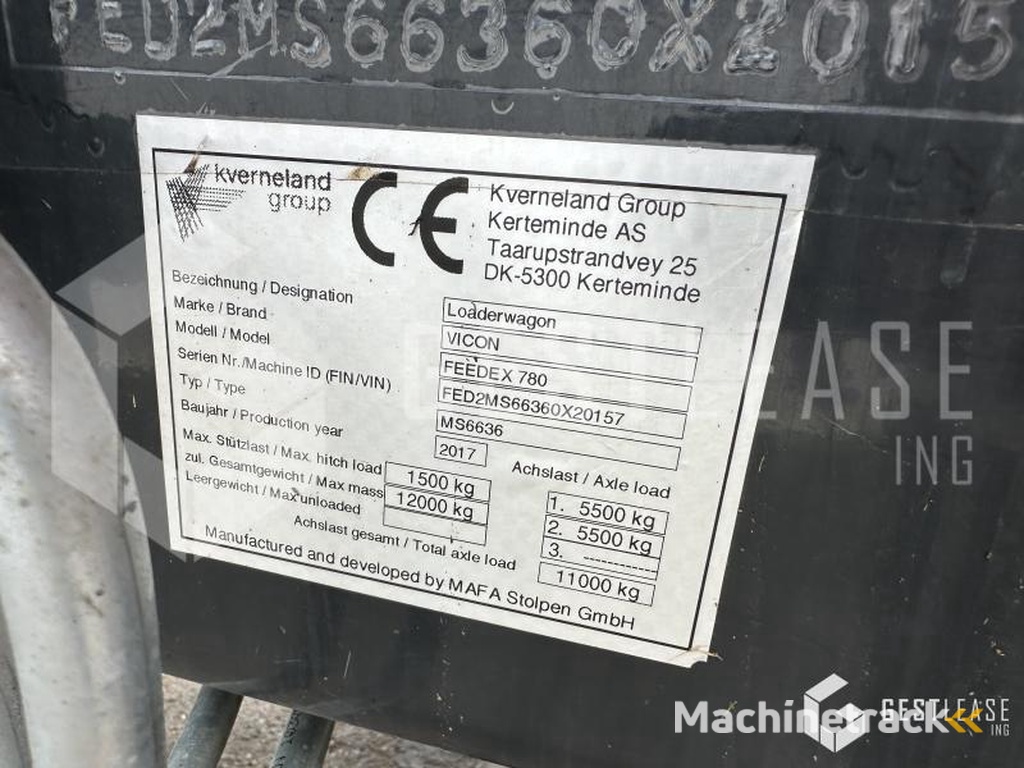 FED2MS66360X2015
kverneland
group
CE
Kverneland Group
Kerteminde AS
Taarupstrandvey 25
DK-5300 Kerteminde
Bezeichnung / Designation
Loaderwagon
Marke / Brand
VICON
Modell / Model
FEEDEX 780
Serien Nr./Machine ID (FIN/VIN)
FED2MS66360X20157
Typ / Type
MS6636
Baujahr / Production year
2017
Achslast / Axle load
Max. Stützlast / Max. hitch load
1500 kg
1. 5500 kg
zul. Gesamtgewicht / Max mass
12000 kg
2. 5500 kg
Leergewicht / Max unloaded
3. -----------
Achslast gesamt / Total axle load
11000 kg
Manufactured and developed by MAFA Stolpen GmbH
GESTLEASE
ING
Machinetrack
GESTLEASE
ING